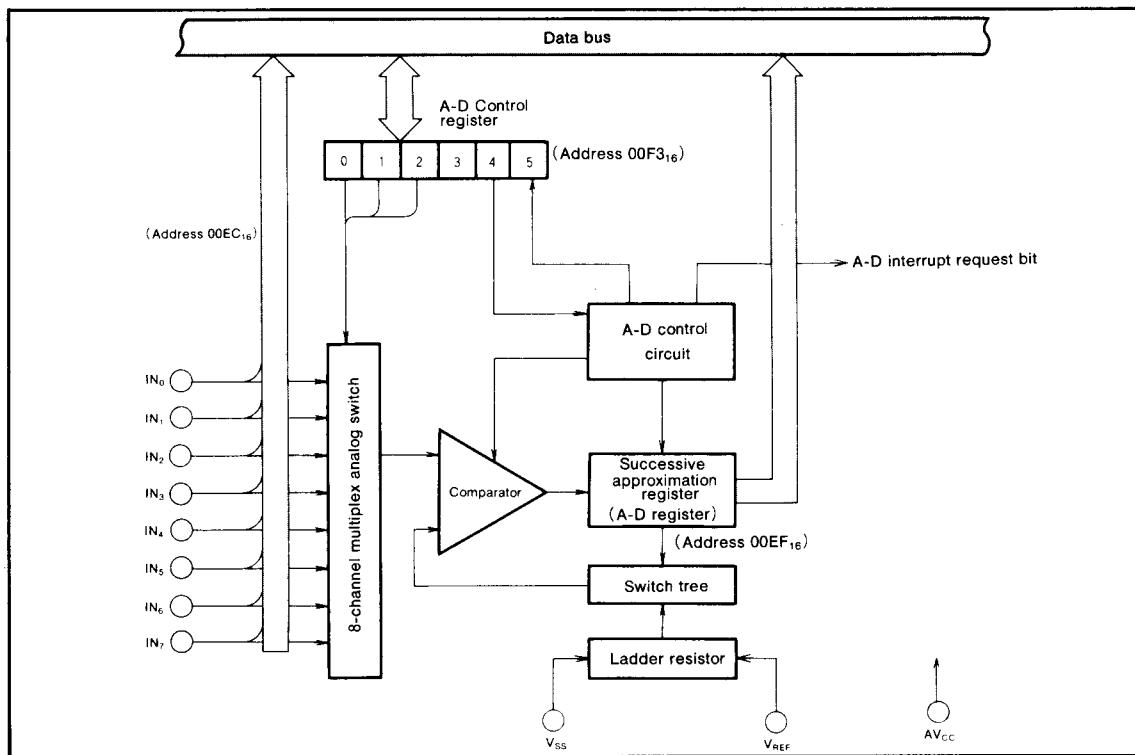 Data bus
A-D Control
register
0 1 2 3 4 5
(Address 00F3₁₆)
(Address 00EC₁₆)
A-D interrupt request bit
A-D control
circuit
8-channel multiplex analog switch
IN₀
IN₁
IN₂
IN₃
IN₄
IN₅
IN₆
IN₇
Comparator
Successive
approximation
register
(A-D register)
(Address 00EF₁₆)
Switch tree
Ladder resistor
V_SS
V_REF
AV_CC